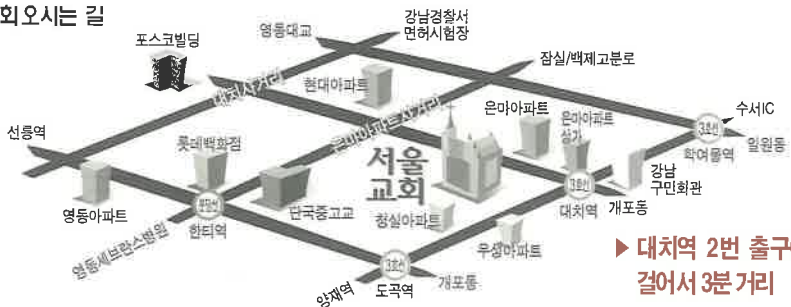 회 오시는 길
포스코빌딩
영동대교
강남경찰서
면허시험장
잠실/백제고분로
대치사거리
현대아파트
은마아파트사거리
은마아파트
은마아파트
상가
수서IC
3호선
학여울역
일원동
선릉역
롯데백화점
서울
교회
강남
구민회관
영동아파트
분당선
한티역
단국중고교
청실아파트
3호선
대치역
개포동
영동세브란스병원
우성아파트
3호선
도곡역
양재역
개포동
▶ 대치역 2번 출구
걸어서 3분 거리